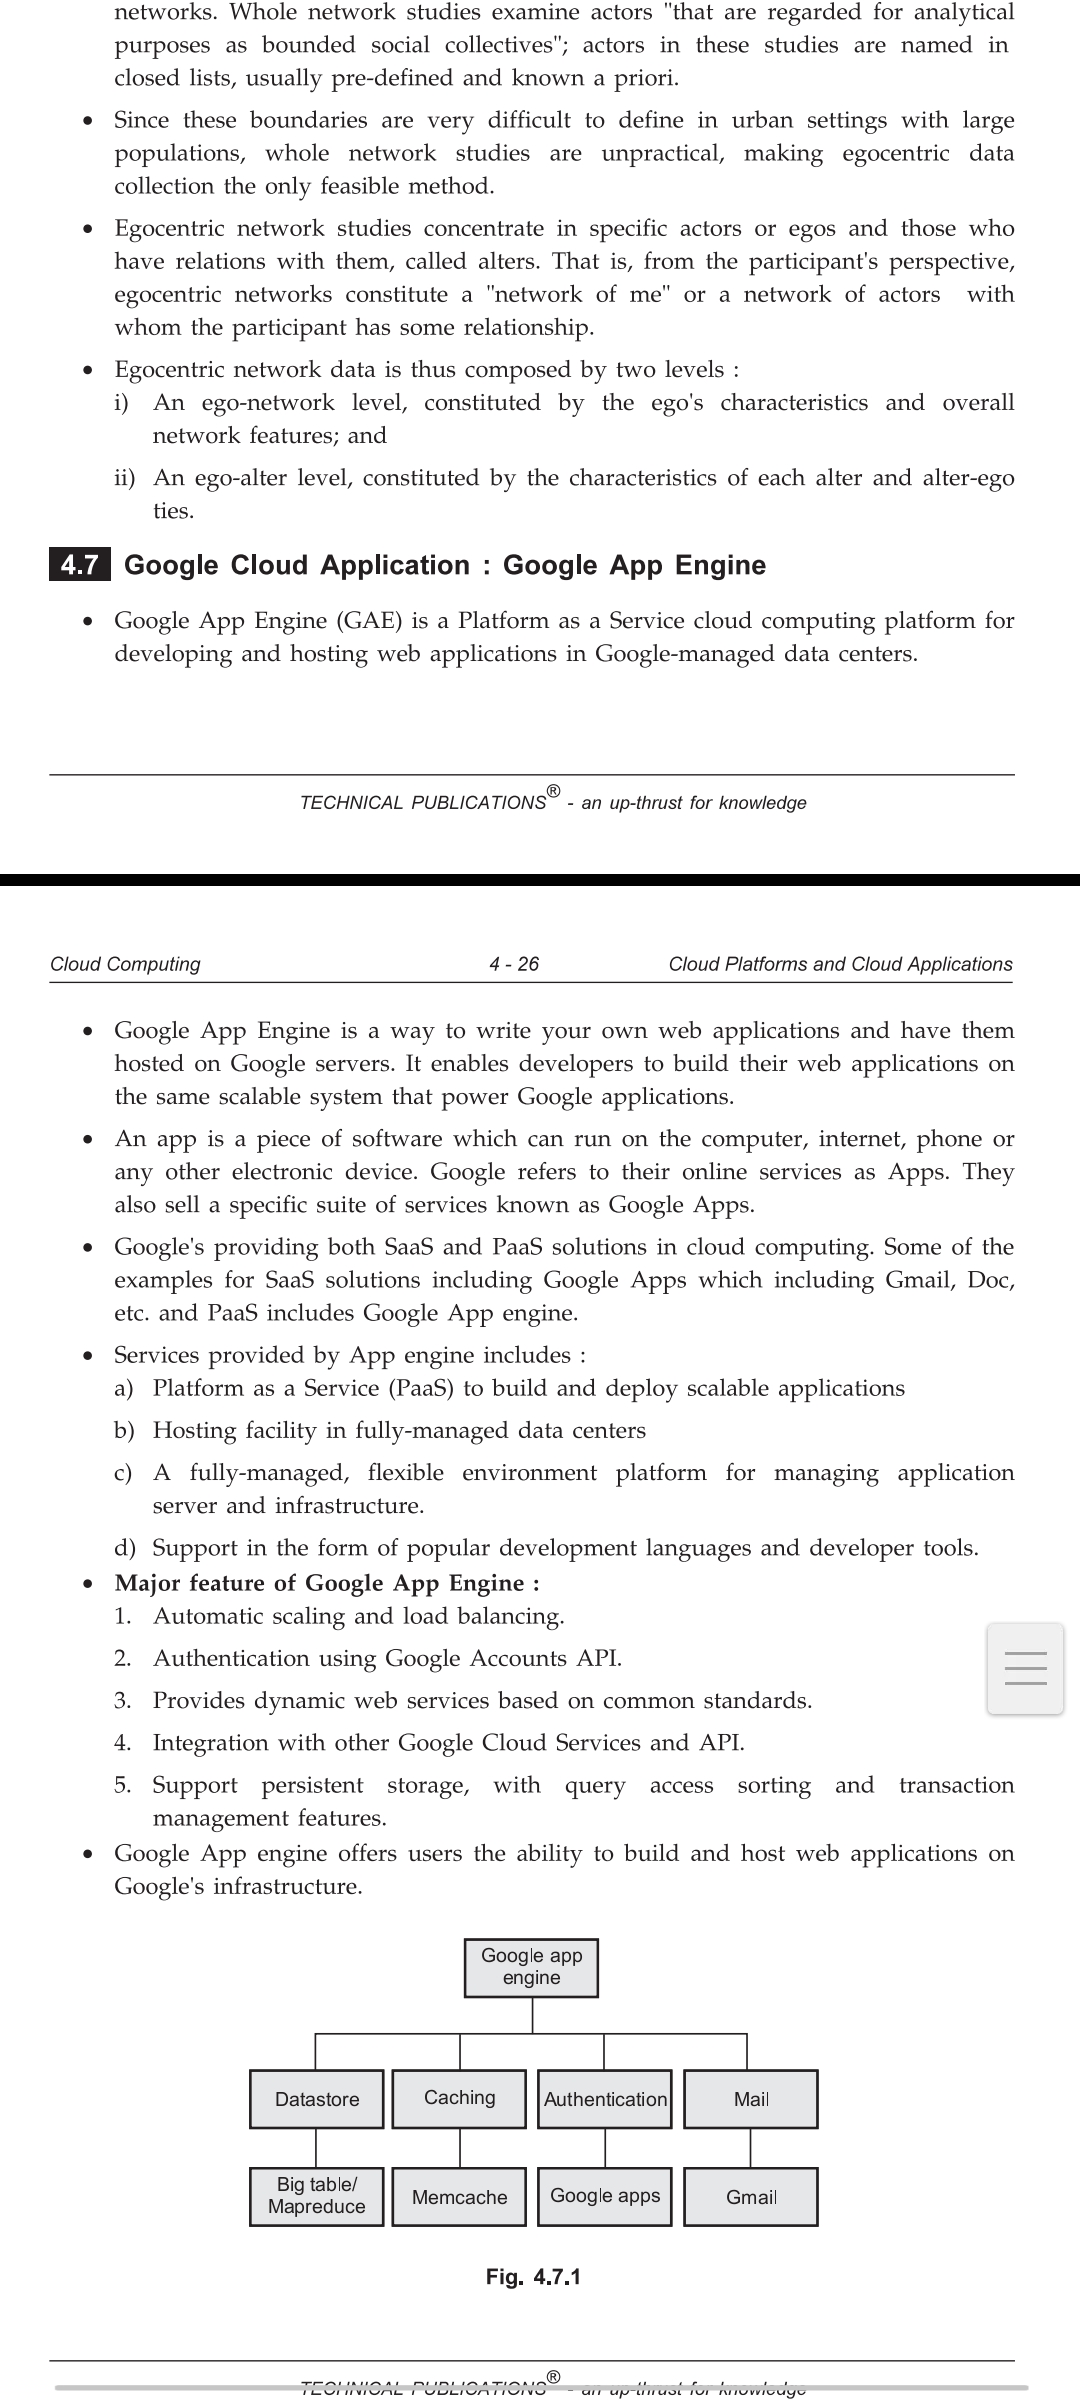 networks. Whole network studies examine actors "that are regarded for analytical
purposes as bounded social collectives"; actors in these studies are named in
closed lists, usually pre-defined and known a priori.
• Since these boundaries are very difficult to define in urban settings with large
populations, whole network studies are unpractical, making egocentric data
collection the only feasible method.
• Egocentric network studies concentrate in specific actors or egos and those who
have relations with them, called alters. That is, from the participant's perspective,
egocentric networks constitute a "network of me" or a network of actors with
whom the participant has some relationship.
• Egocentric network data is thus composed by two levels :
i) An ego-network level, constituted by the ego's characteristics and overall
network features; and
ii) An ego-alter level, constituted by the characteristics of each alter and alter-ego
ties.
4.7 Google Cloud Application : Google App Engine
• Google App Engine (GAE) is a Platform as a Service cloud computing platform for
developing and hosting web applications in Google-managed data centers.
TECHNICAL PUBLICATIONS® - an up-thrust for knowledge
Cloud Computing 4 - 26 Cloud Platforms and Cloud Applications
• Google App Engine is a way to write your own web applications and have them
hosted on Google servers. It enables developers to build their web applications on
the same scalable system that power Google applications.
• An app is a piece of software which can run on the computer, internet, phone or
any other electronic device. Google refers to their online services as Apps. They
also sell a specific suite of services known as Google Apps.
• Google's providing both SaaS and PaaS solutions in cloud computing. Some of the
examples for SaaS solutions including Google Apps which including Gmail, Doc,
etc. and PaaS includes Google App engine.
• Services provided by App engine includes :
a) Platform as a Service (PaaS) to build and deploy scalable applications
b) Hosting facility in fully-managed data centers
c) A fully-managed, flexible environment platform for managing application
server and infrastructure.
d) Support in the form of popular development languages and developer tools.
• Major feature of Google App Engine :
1. Automatic scaling and load balancing.
2. Authentication using Google Accounts API.
3. Provides dynamic web services based on common standards.
4. Integration with other Google Cloud Services and API.
5. Support persistent storage, with query access sorting and transaction
management features.
• Google App engine offers users the ability to build and host web applications on
Google's infrastructure.
Google app
engine
Datastore Caching Authentication Mail
Big table/
Mapreduce Memcache Google apps Gmail
Fig. 4.7.1
TECHNICAL PUBLICATIONS® - an up-thrust for knowledge